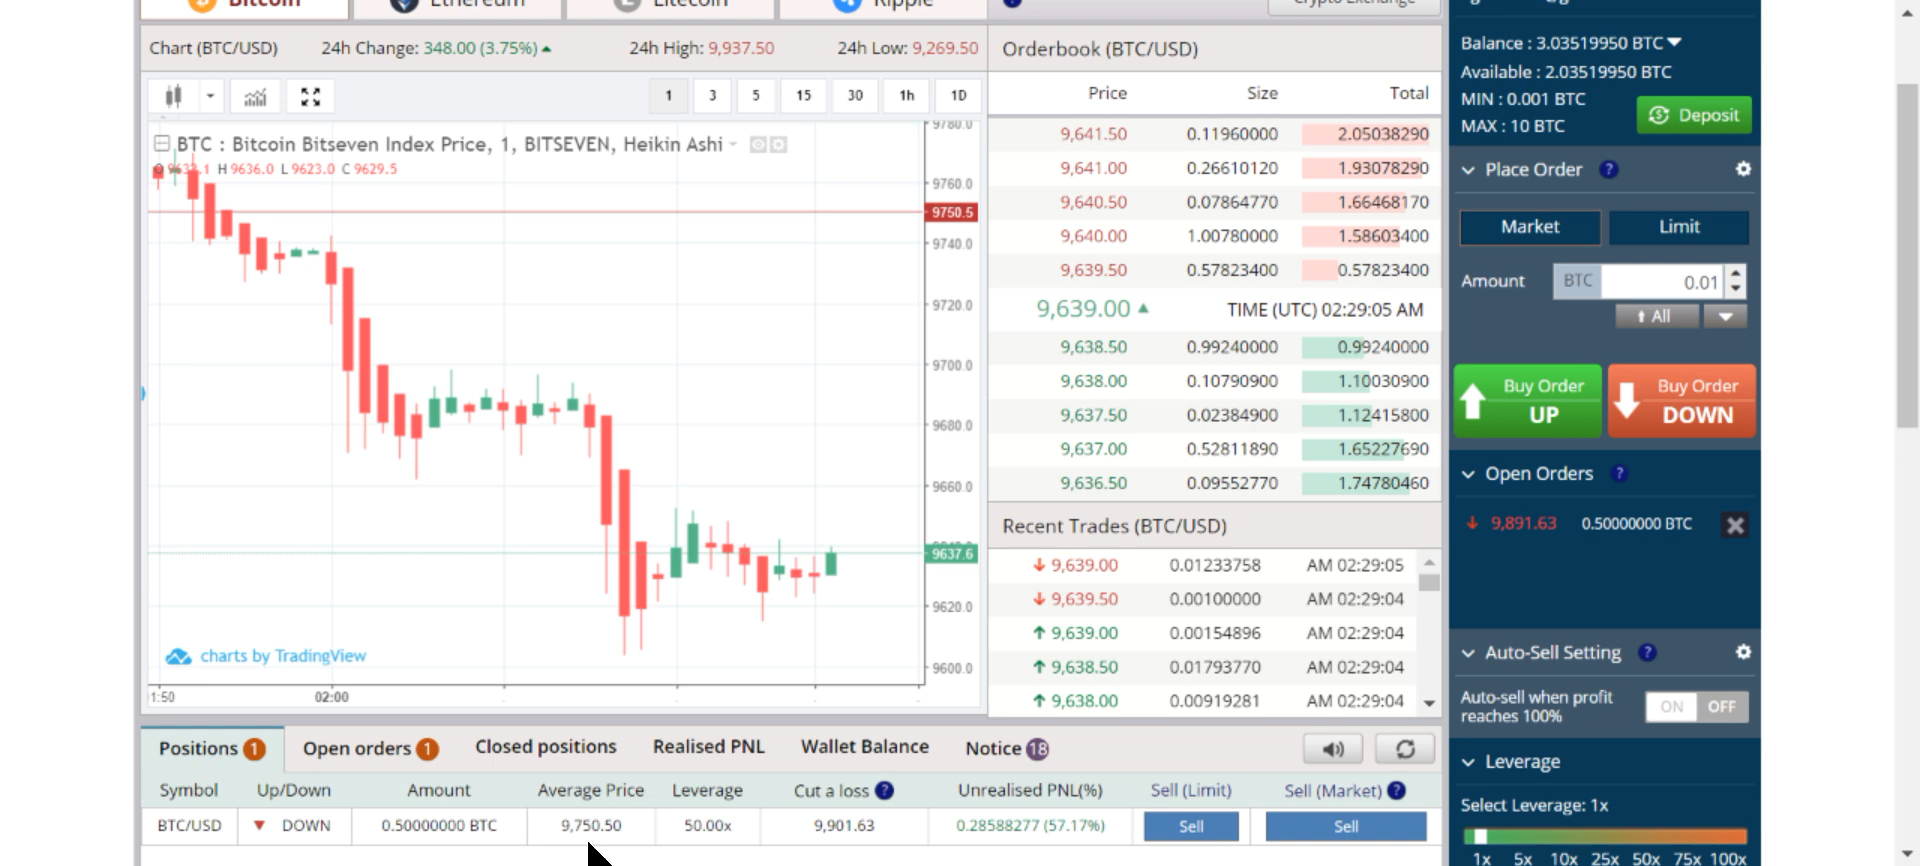 Bitcoin Ethereum Litecoin Ripple Crypto Exchange
Chart (BTC/USD) 24h Change: 348.00 (3.75%) 24h High: 9,937.50 24h Low: 9,269.50
1 3 5 15 30 1h 1D
BTC : Bitcoin Bitseven Index Price, 1, BITSEVEN, Heikin Ashi
H 9636.0 L 9623.0 C 9629.5
9780.0
9760.0
9750.5
9740.0
9720.0
9700.0
9680.0
9660.0
9637.6
9620.0
9600.0
charts by TradingView
1:50 02:00
Orderbook (BTC/USD)
Price Size Total
9,641.50 0.11960000 2.05038290
9,641.00 0.26610120 1.93078290
9,640.50 0.07864770 1.66468170
9,640.00 1.00780000 1.58603400
9,639.50 0.57823400 0.57823400
9,639.00 TIME (UTC) 02:29:05 AM
9,638.50 0.99240000 0.99240000
9,638.00 0.10790900 1.10030900
9,637.50 0.02384900 1.12415800
9,637.00 0.52811890 1.65227690
9,636.50 0.09552770 1.74780460
Recent Trades (BTC/USD)
9,639.00 0.01233758 AM 02:29:05
9,639.50 0.00100000 AM 02:29:04
9,639.00 0.00154896 AM 02:29:04
9,638.50 0.01793770 AM 02:29:04
9,638.00 0.00919281 AM 02:29:04
Positions 1 Open orders 1 Closed positions Realised PNL Wallet Balance Notice 18
Symbol Up/Down Amount Average Price Leverage Cut a loss ? Unrealised PNL(%) Sell (Limit) Sell (Market) ?
BTC/USD DOWN 0.50000000 BTC 9,750.50 50.00x 9,901.63 0.28588277 (57.17%) Sell Sell
Balance : 3.03519950 BTC
Available : 2.03519950 BTC
MIN : 0.001 BTC
MAX : 10 BTC
Deposit
Place Order ?
Market Limit
Amount BTC 0.01
All
Buy Order UP
Buy Order DOWN
Open Orders ?
9,891.63 0.50000000 BTC
Auto-Sell Setting ?
Auto-sell when profit
reaches 100%
ON OFF
Leverage
Select Leverage: 1x
1x 5x 10x 25x 50x 75x 100x